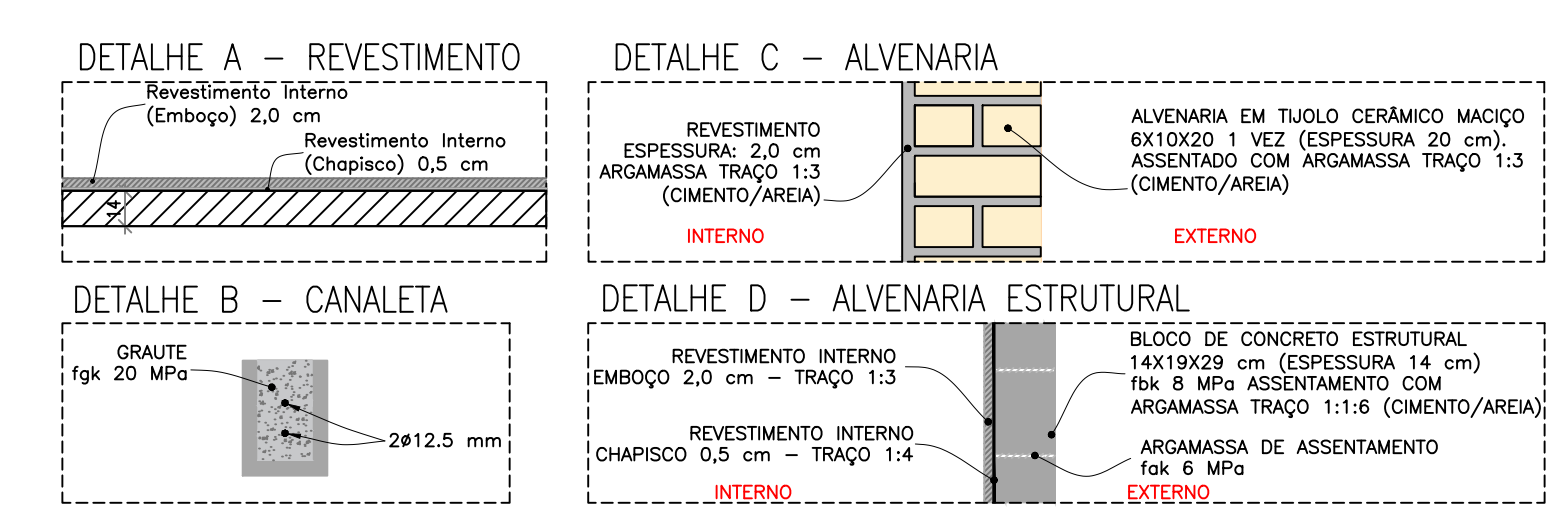 DETALHE A – REVESTIMENTO
Revestimento Interno
(Emboço) 2,0 cm
Revestimento Interno
(Chapisco) 0,5 cm
14
DETALHE C – ALVENARIA
REVESTIMENTO
ESPESSURA: 2,0 cm
ARGAMASSA TRAÇO 1:3
(CIMENTO/AREIA)
INTERNO
ALVENARIA EM TIJOLO CERÂMICO MACIÇO
6X10X20 1 VEZ (ESPESSURA 20 cm).
ASSENTADO COM ARGAMASSA TRAÇO 1:3
(CIMENTO/AREIA)
EXTERNO
DETALHE B – CANALETA
GRAUTE
fgk 20 MPa
2ø12.5 mm
DETALHE D – ALVENARIA ESTRUTURAL
REVESTIMENTO INTERNO
EMBOÇO 2,0 cm – TRAÇO 1:3
REVESTIMENTO INTERNO
CHAPISCO 0,5 cm – TRAÇO 1:4
INTERNO
BLOCO DE CONCRETO ESTRUTURAL
14X19X29 cm (ESPESSURA 14 cm)
fbk 8 MPa ASSENTAMENTO COM
ARGAMASSA TRAÇO 1:1:6 (CIMENTO/AREIA)
ARGAMASSA DE ASSENTAMENTO
fak 6 MPa
EXTERNO